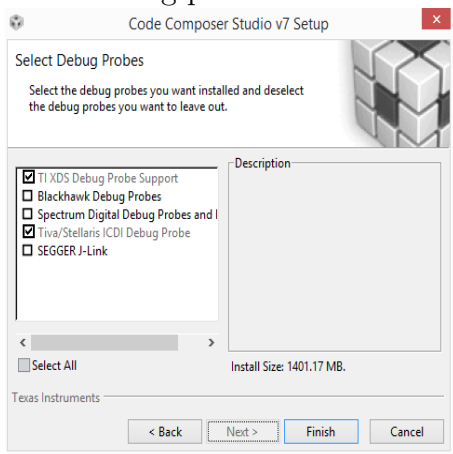 Code Composer Studio v7 Setup
Select Debug Probes
Select the debug probes you want installed and deselect
the debug probes you want to leave out.
Description
TI XDS Debug Probe Support
Blackhawk Debug Probes
Spectrum Digital Debug Probes and
Tiva/Stellaris ICDI Debug Probe
SEGGER J-Link
Select All
Install Size: 1401.17 MB.
Texas Instruments
< Back
Next >
Finish
Cancel